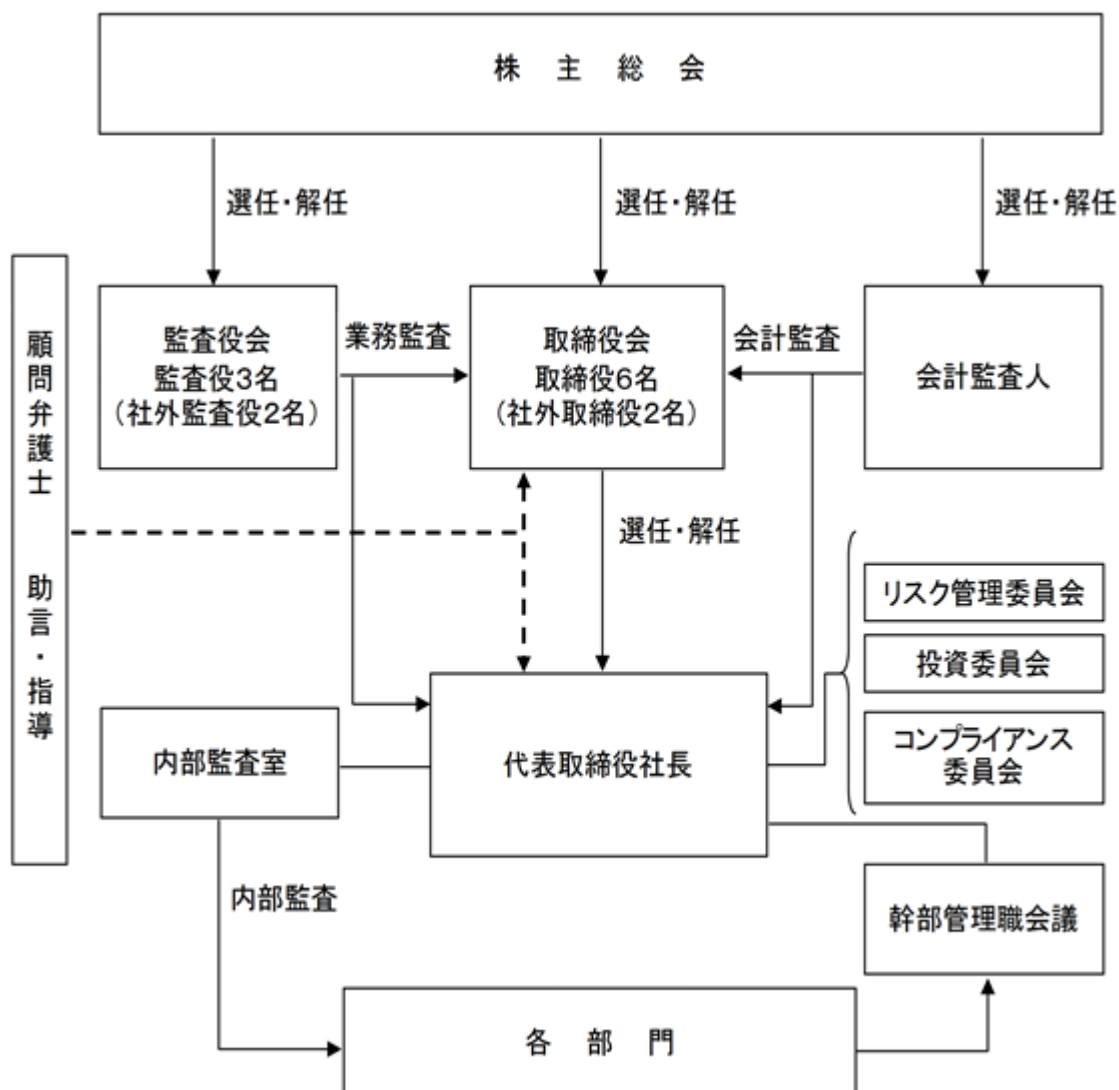 株主総会
選任・解任
選任・解任
選任・解任
顧問弁護士 助言・指導
監査役会
監査役3名
(社外監査役2名)
業務監査
取締役会
取締役6名
(社外取締役2名)
会計監査
会計監査人
選任・解任
リスク管理委員会
投資委員会
コンプライアンス
委員会
内部監査室
代表取締役社長
内部監査
幹部管理職会議
各部門